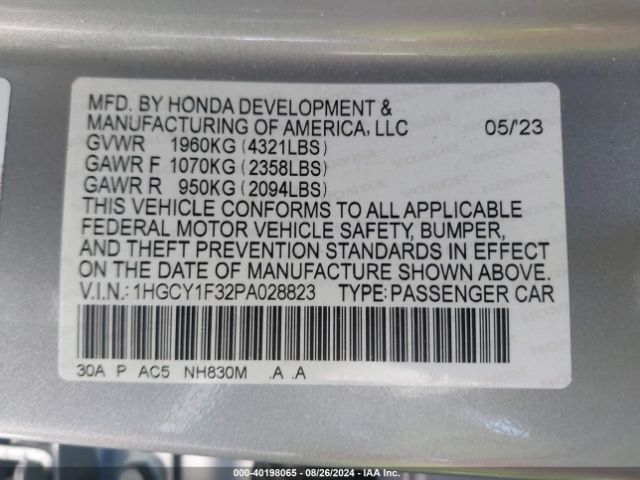 MFD. BY HONDA DEVELOPMENT &
MANUFACTURING OF AMERICA, LLC 05/'23
GVWR 1960KG (4321LBS)
GAWR F 1070KG (2358LBS)
GAWR R 950KG (2094LBS)
THIS VEHICLE CONFORMS TO ALL APPLICABLE
FEDERAL MOTOR VEHICLE SAFETY, BUMPER,
AND THEFT PREVENTION STANDARDS IN EFFECT
ON THE DATE OF MANUFACTURE SHOWN ABOVE.
V.I.N.: 1HGCY1F32PA028823 TYPE: PASSENGER CAR
30A P AC5 NH830M .A .A
000-40198065 - 08/26/2024 - IAA Inc.